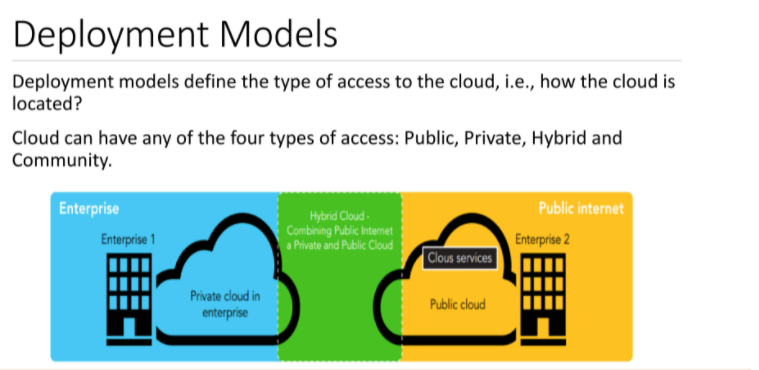 Deployment Models
Deployment models define the type of access to the cloud, i.e., how the cloud is
located?
Cloud can have any of the four types of access: Public, Private, Hybrid and
Community.
Enterprise
Enterprise 1
Private cloud in
enterprise
Hybrid Cloud -
Combining Public Internet
a Private and Public Cloud
Public internet
Enterprise 2
Clous services
Public cloud